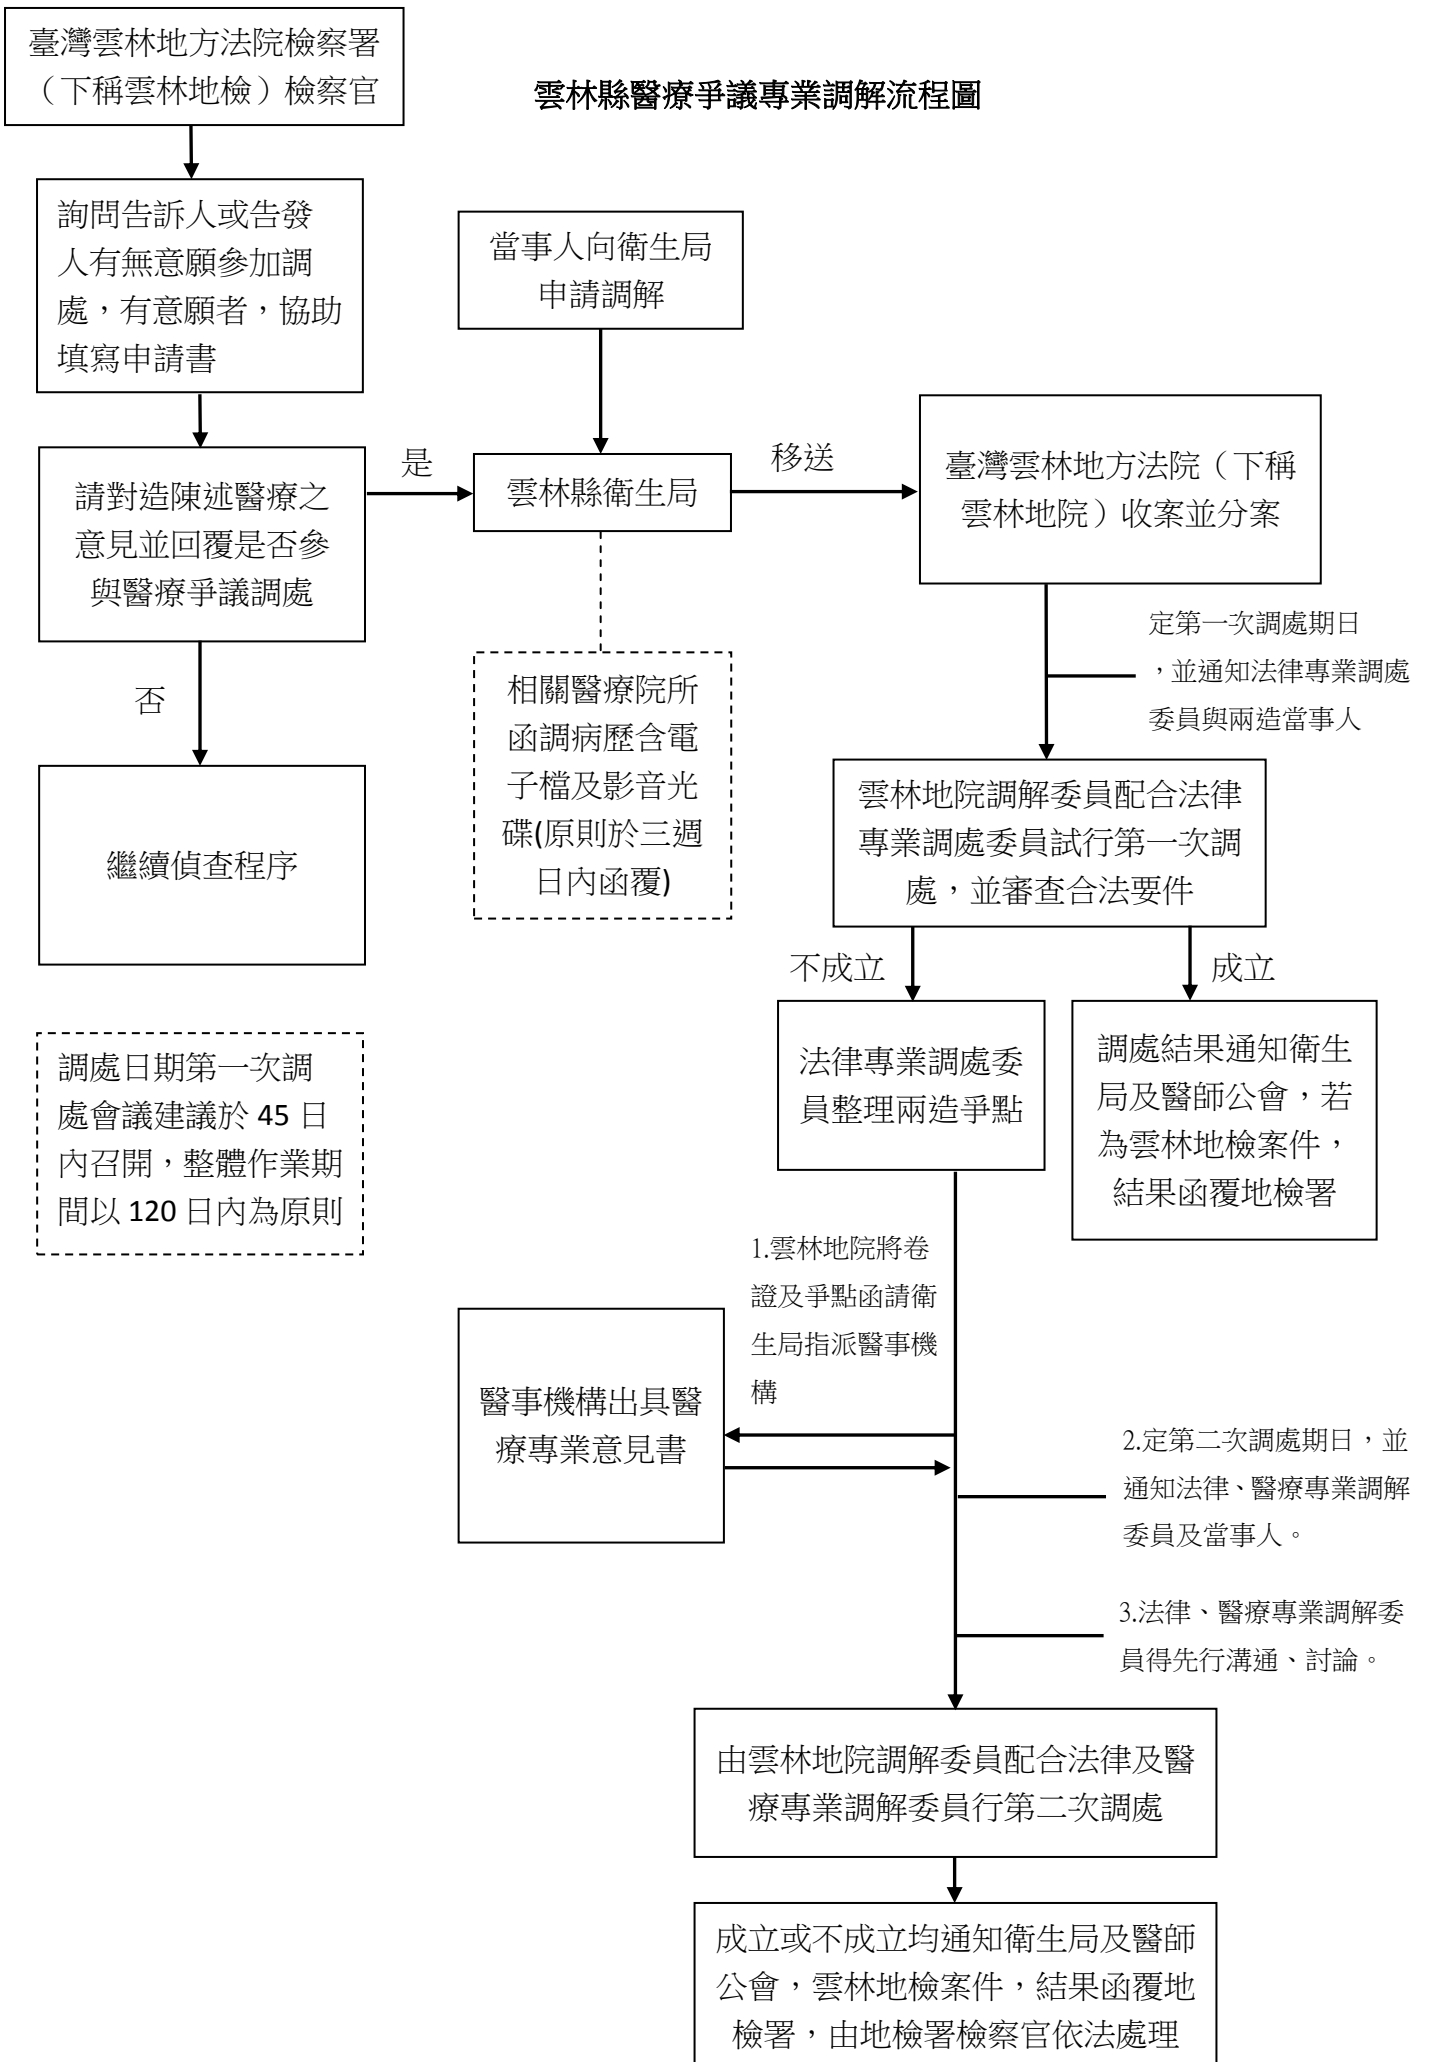 臺灣雲林地方法院檢察署
（下稱雲林地檢）檢察官
雲林縣醫療爭議專業調解流程圖
詢問告訴人或告發
人有無意願參加調
處，有意願者，協助
填寫申請書
當事人向衛生局
申請調解
請對造陳述醫療之
意見並回覆是否參
與醫療爭議調處
是
雲林縣衛生局
移送
臺灣雲林地方法院（下稱
雲林地院）收案並分案
定第一次調處期日
，並通知法律專業調處
委員與兩造當事人
否
相關醫療院所
函調病歷含電
子檔及影音光
碟(原則於三週
日內函覆)
繼續偵查程序
雲林地院調解委員配合法律
專業調處委員試行第一次調
處，並審查合法要件
不成立
成立
調處日期第一次調
處會議建議於 45 日
內召開，整體作業期
間以 120 日內為原則
法律專業調處委
員整理兩造爭點
調處結果通知衛生
局及醫師公會，若
為雲林地檢案件，
結果函覆地檢署
1.雲林地院將卷
證及爭點函請衛
生局指派醫事機
構
醫事機構出具醫
療專業意見書
2.定第二次調處期日，並
通知法律、醫療專業調解
委員及當事人。
3.法律、醫療專業調解委
員得先行溝通、討論。
由雲林地院調解委員配合法律及醫
療專業調解委員行第二次調處
成立或不成立均通知衛生局及醫師
公會，雲林地檢案件，結果函覆地
檢署，由地檢署檢察官依法處理